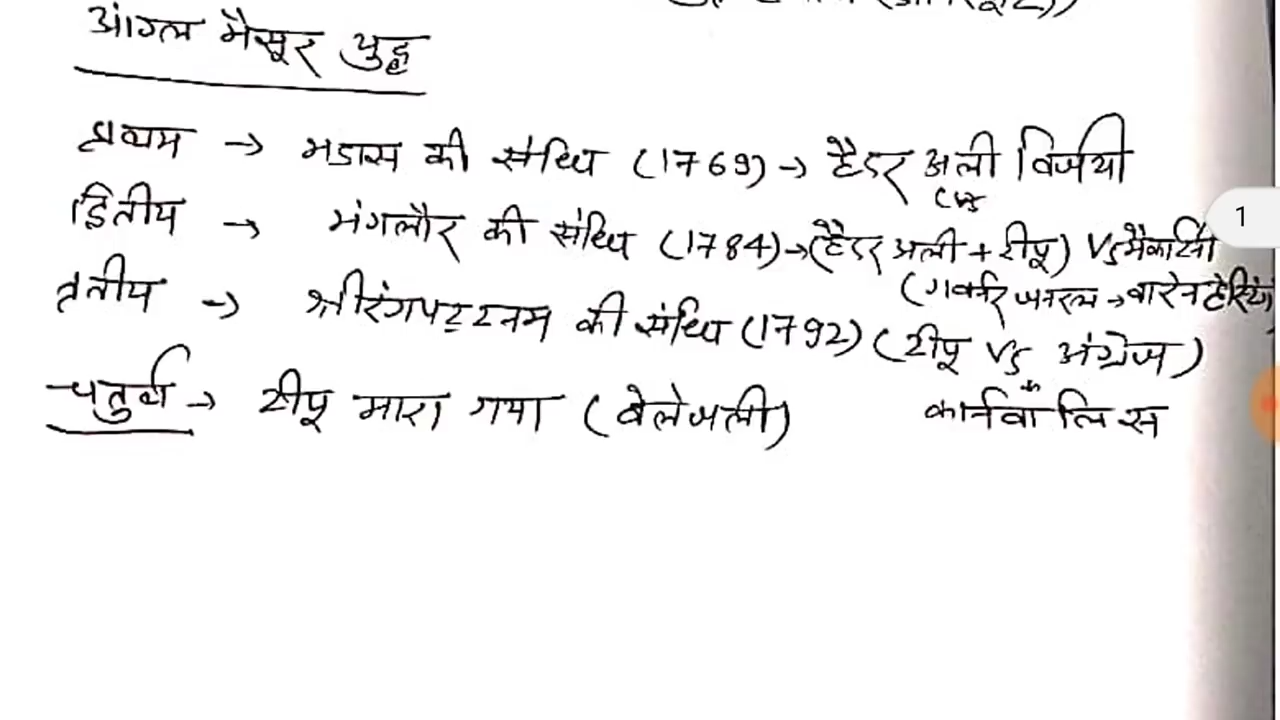 आंग्ल मैसूर युद्ध
प्रथम → मद्रास की संधि (1769) → हैदर अली विजयी
द्वितीय → मंगलौर की संधि (1784) → (हैदर अली + टीपू) VS मैकार्टनी
(गवर्नर जनरल → वारेन हेस्टिंग
तृतीय → श्रीरंगपट्टनम की संधि (1792) (टीपू VS अंग्रेज)
कार्नवॉलिस
चतुर्थ → टीपू मारा गया (वेलेजली)
1